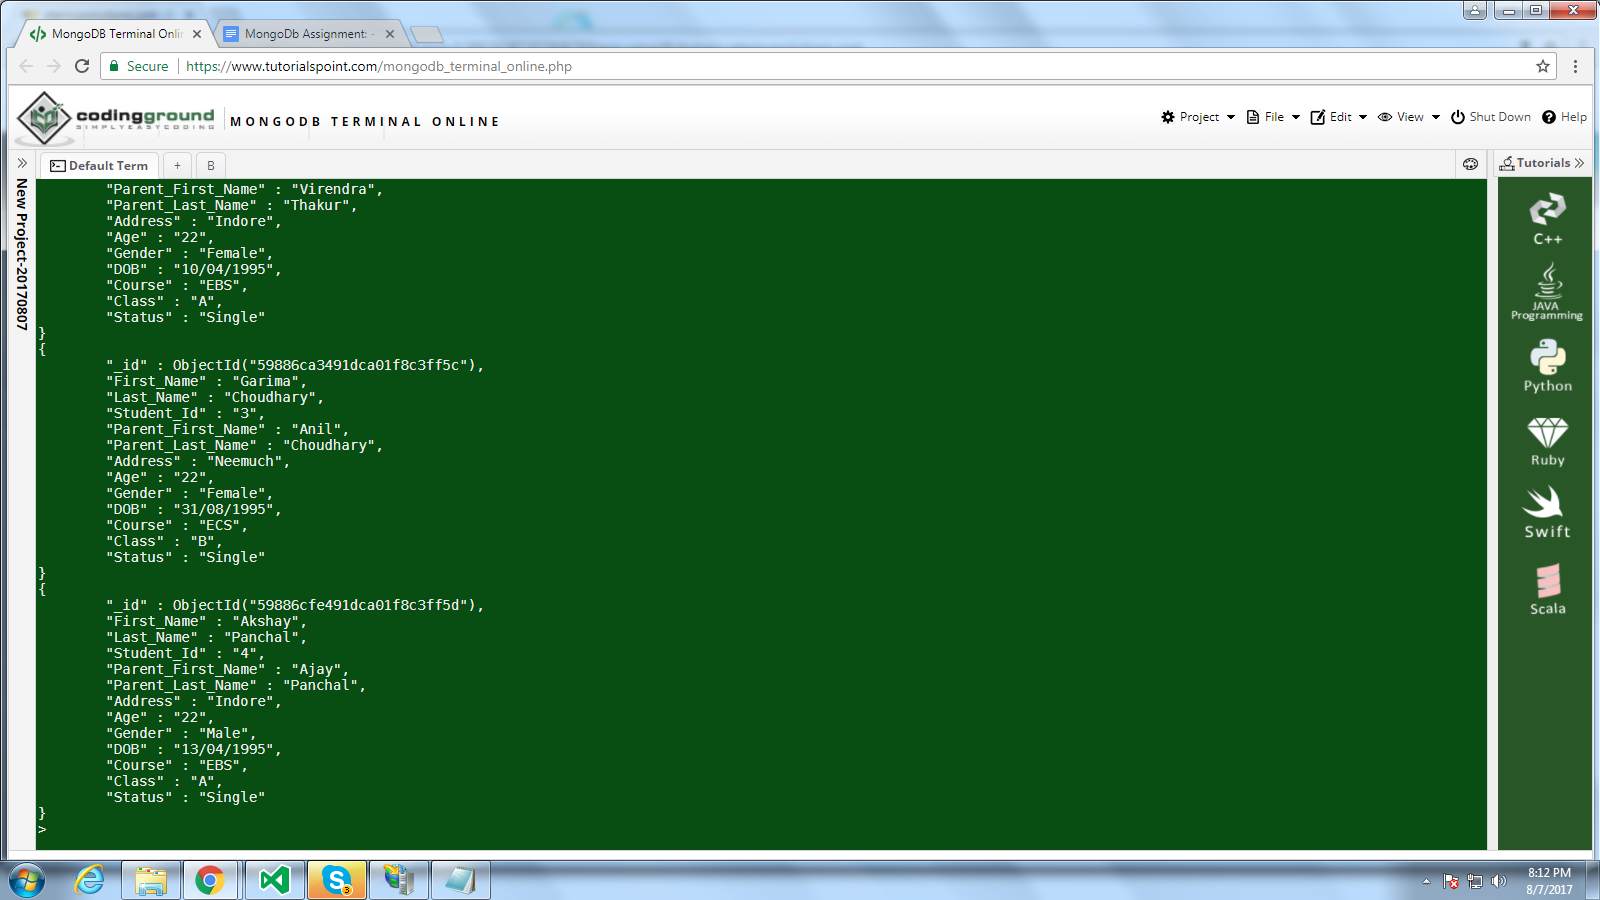 MongoDB Terminal Onlin
MongoDb Assignment: -
Secure
https://www.tutorialspoint.com/mongodb_terminal_online.php
codingground
SIMPLYEASYCODING
MONGODB TERMINAL ONLINE
Project
File
Edit
View
Shut Down
Help
Default Term
+
B
Tutorials
New Project-20170807
"Parent_First_Name" : "Virendra",
"Parent_Last_Name" : "Thakur",
"Address" : "Indore",
"Age" : "22",
"Gender" : "Female",
"DOB" : "10/04/1995",
"Course" : "EBS",
"Class" : "A",
"Status" : "Single"
}
{
"_id" : ObjectId("59886ca3491dca01f8c3ff5c"),
"First_Name" : "Garima",
"Last_Name" : "Choudhary",
"Student_Id" : "3",
"Parent_First_Name" : "Anil",
"Parent_Last_Name" : "Choudhary",
"Address" : "Neemuch",
"Age" : "22",
"Gender" : "Female",
"DOB" : "31/08/1995",
"Course" : "ECS",
"Class" : "B",
"Status" : "Single"
}
{
"_id" : ObjectId("59886cfe491dca01f8c3ff5d"),
"First_Name" : "Akshay",
"Last_Name" : "Panchal",
"Student_Id" : "4",
"Parent_First_Name" : "Ajay",
"Parent_Last_Name" : "Panchal",
"Address" : "Indore",
"Age" : "22",
"Gender" : "Male",
"DOB" : "13/04/1995",
"Course" : "EBS",
"Class" : "A",
"Status" : "Single"
}
>
C++
JAVA
Programming
Python
Ruby
Swift
Scala
3
8:12 PM
8/7/2017